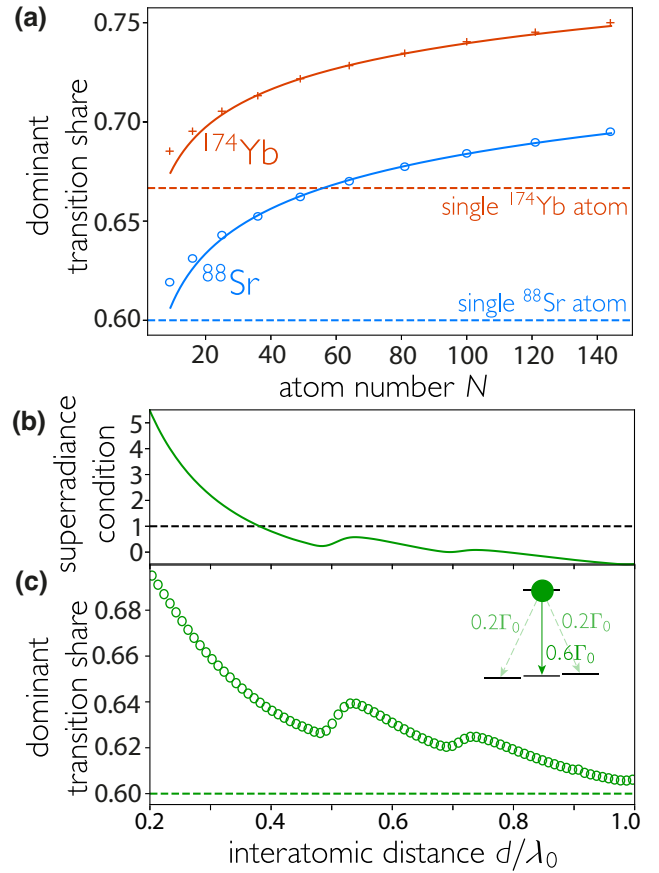 (a)
dominant
transition share
0.75
0.70
0.65
0.60
¹⁷⁴Yb
⁸⁸Sr
single ¹⁷⁴Yb atom
single ⁸⁸Sr atom
20 40 60 80 100 120 140
atom number N
(b)
superradiance
condition
5
4
3
2
1
0
(c)
dominant
transition share
0.68
0.66
0.64
0.62
0.60
0.2Γ₀ 0.2Γ₀
0.6Γ₀
0.2 0.4 0.6 0.8 1.0
interatomic distance d/λ₀